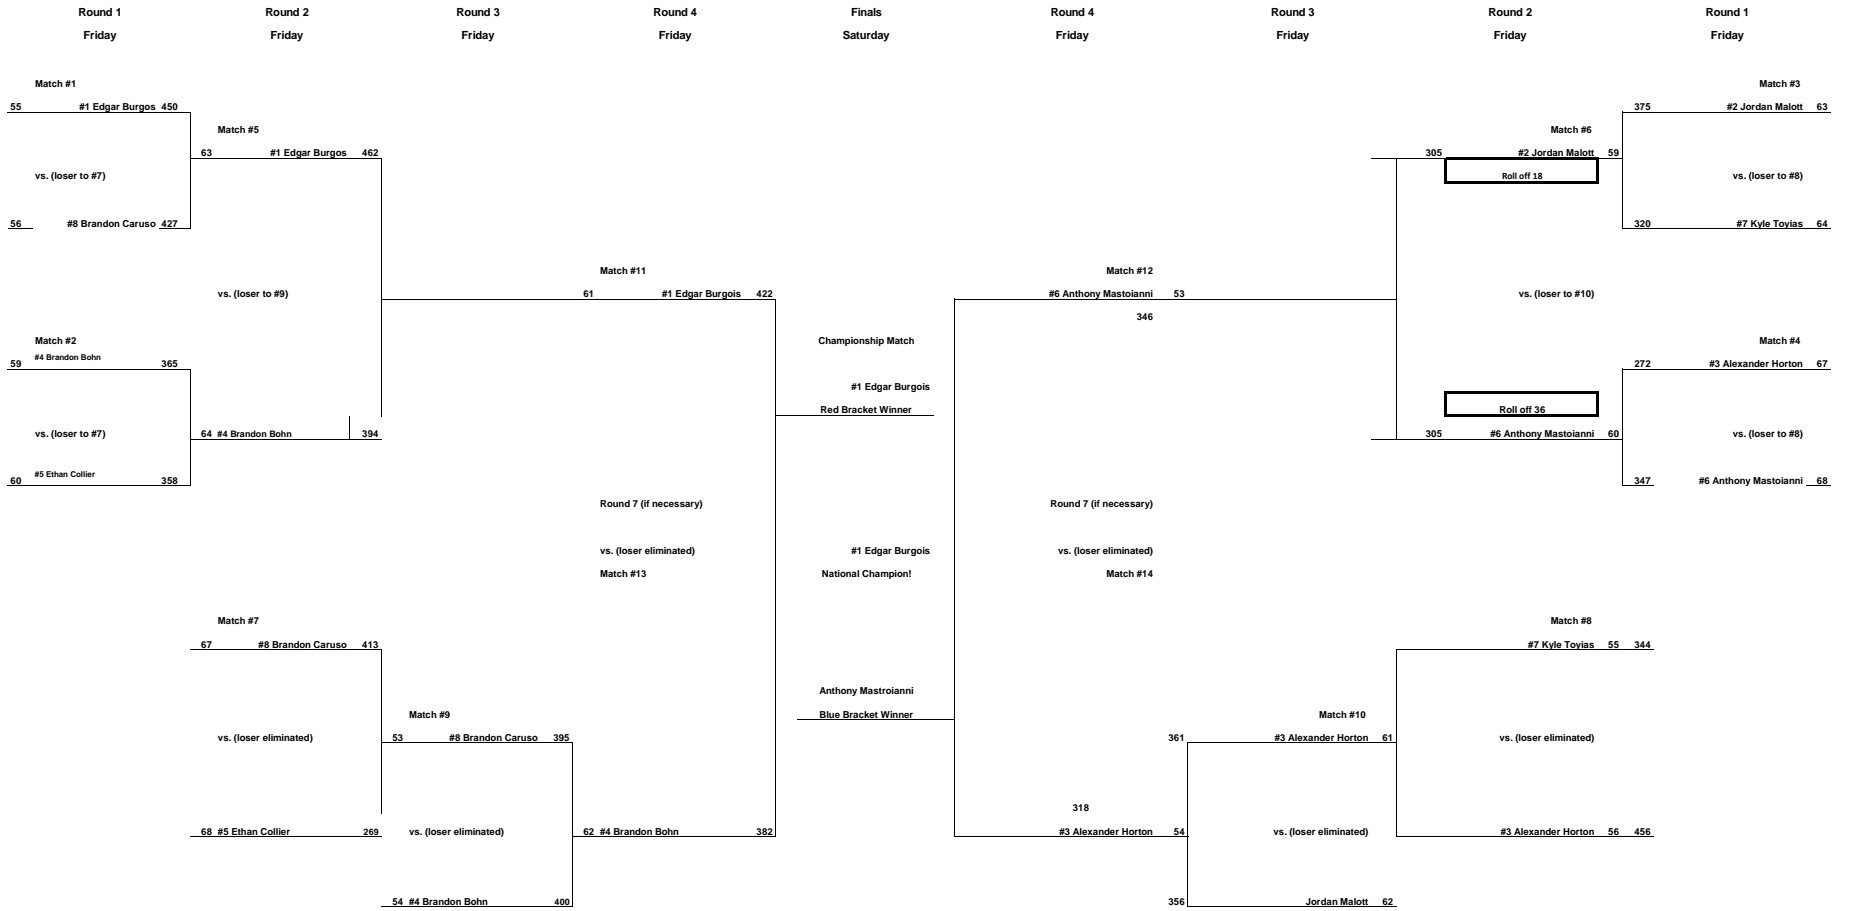 Round 1 Round 2 Round 3 Round 4 Finals Round 4 Round 3 Round 2 Round 1
Friday Friday Friday Friday Saturday Friday Friday Friday Friday
Match #1 Match #3
55 #1 Edgar Burgos 450 375 #2 Jordan Malott 63
Match #5 Match #6
63 #1 Edgar Burgos 462 305 #2 Jordan Malott 59
vs. (loser to #7) Roll off 18 vs. (loser to #8)
56 #8 Brandon Caruso 427 320 #7 Kyle Toyias 64
Match #11 Match #12
vs. (loser to #9) 61 #1 Edgar Burgois 422 #6 Anthony Mastoianni 53 vs. (loser to #10)
346
Match #2 Championship Match Match #4
59 #4 Brandon Bohn 365 272 #3 Alexander Horton 67
#1 Edgar Burgois
Red Bracket Winner Roll off 36
vs. (loser to #7) 64 #4 Brandon Bohn 394 305 #6 Anthony Mastoianni 60 vs. (loser to #8)
60 #5 Ethan Collier 358 347 #6 Anthony Mastoianni 68
Round 7 (if necessary) Round 7 (if necessary)
vs. (loser eliminated) #1 Edgar Burgois vs. (loser eliminated)
Match #13 National Champion! Match #14
Match #7 Match #8
67 #8 Brandon Caruso 413 #7 Kyle Toyias 55 344
Anthony Mastroianni
Match #9 Blue Bracket Winner Match #10
vs. (loser eliminated) 53 #8 Brandon Caruso 395 361 #3 Alexander Horton 61 vs. (loser eliminated)
318
68 #5 Ethan Collier 269 vs. (loser eliminated) 62 #4 Brandon Bohn 382 #3 Alexander Horton 54 vs. (loser eliminated) #3 Alexander Horton 56 456
54 #4 Brandon Bohn 400 356 Jordan Malott 62